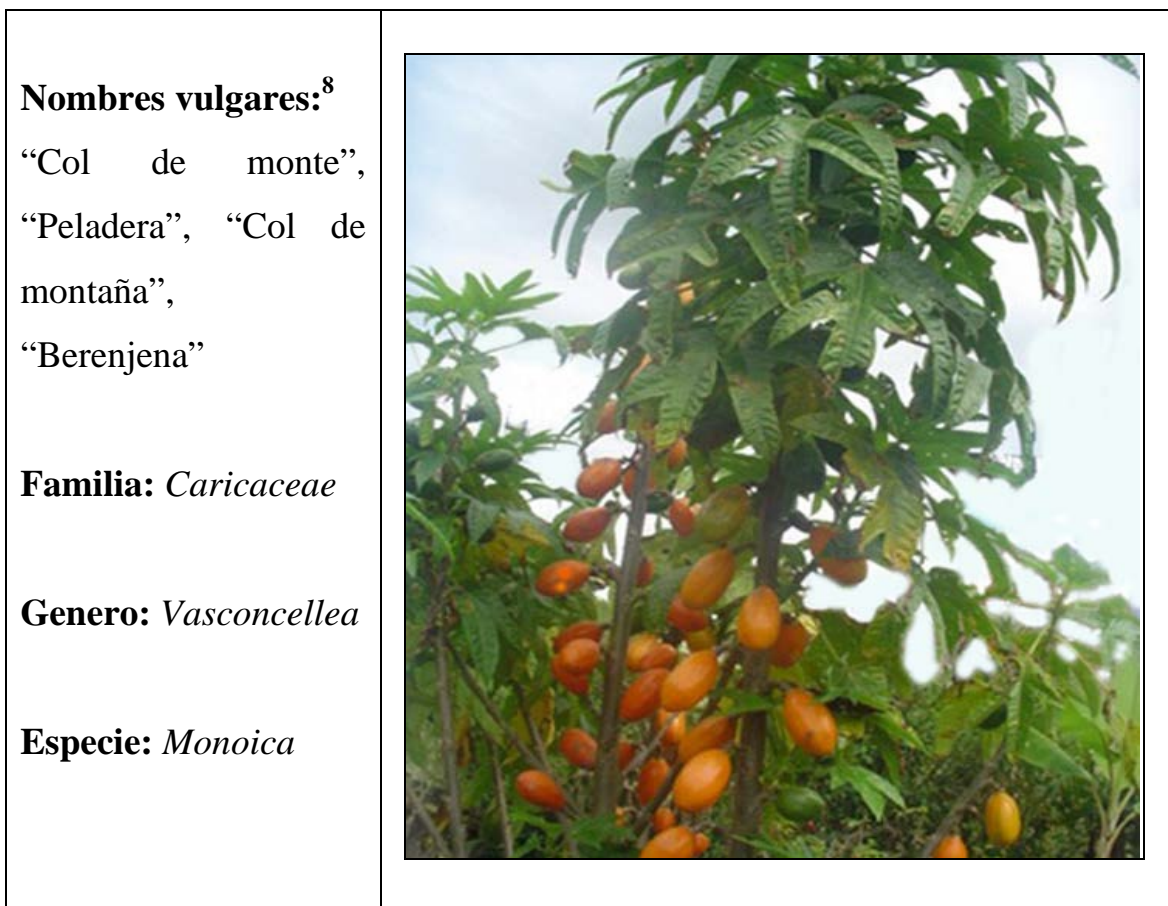 Nombres vulgares:8
“Col de monte”,
“Peladera”, “Col de
montaña”,
“Berenjena”
Familia: Caricaceae
Genero: Vasconcellea
Especie: Monoica